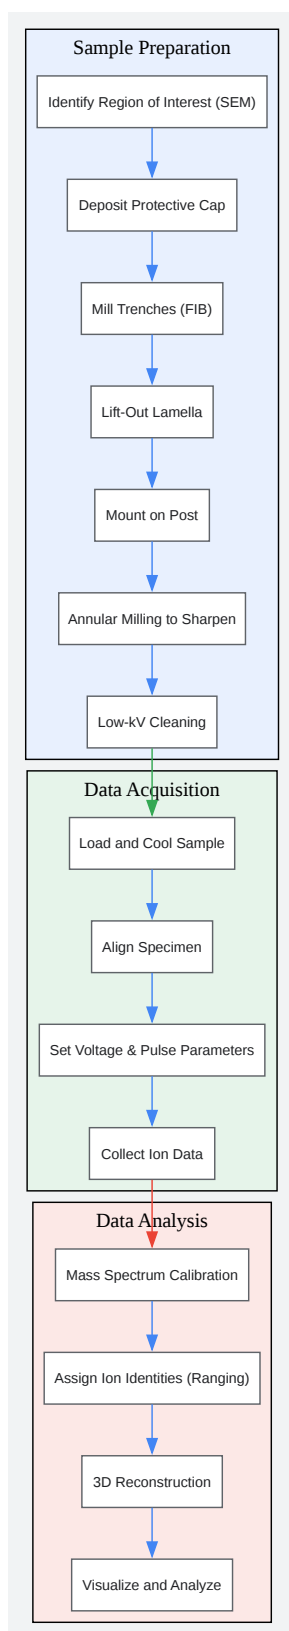 Sample Preparation
Identify Region of Interest (SEM)
Deposit Protective Cap
Mill Trenches (FIB)
Lift-Out Lamella
Mount on Post
Annular Milling to Sharpen
Low-kV Cleaning
Data Acquisition
Load and Cool Sample
Align Specimen
Set Voltage & Pulse Parameters
Collect Ion Data
Data Analysis
Mass Spectrum Calibration
Assign Ion Identities (Ranging)
3D Reconstruction
Visualize and Analyze